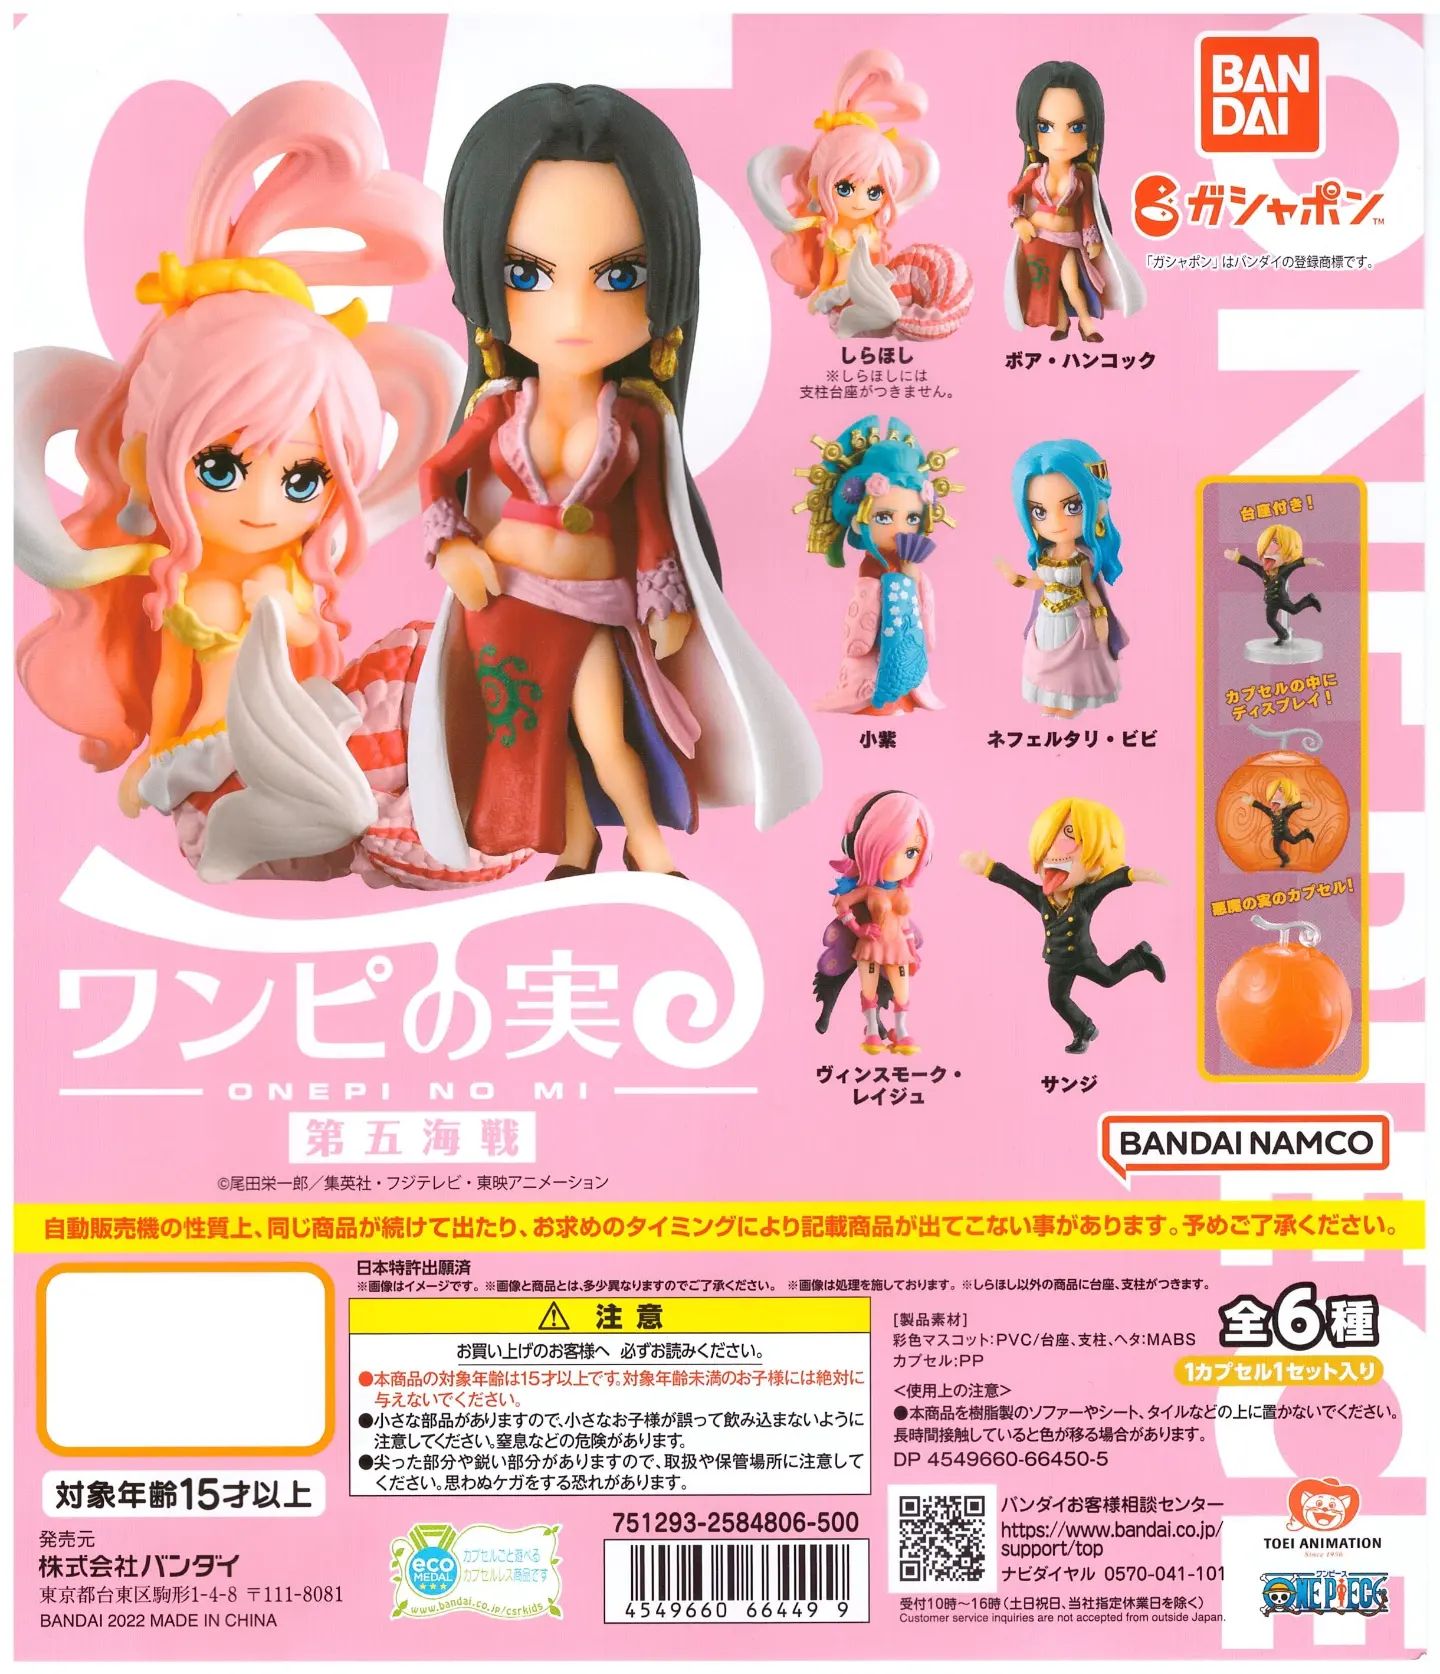 BAN
DAI
ガシャポン™
「ガシャポン」はバンダイの登録商標です。
しらほし
※しらほしには
支柱台座がつきません。
ボア・ハンコック
小紫
ネフェルタリ・ビビ
ヴィンスモーク・
レイジュ
サンジ
台座付き!
カプセルの中に
ディスプレイ!
悪魔の実のカプセル!
ワンピの実
ONEPI NO MI
第五海戦
©尾田栄一郎／集英社・フジテレビ・東映アニメーション
BANDAI NAMCO
自動販売機の性質上、同じ商品が続けて出たり、お求めのタイミングにより記載商品が出てこない事があります。予めご了承ください。
日本特許出願済
※画像はイメージです。※画像と商品とは、多少異なりますのでご了承ください。 ※画像は処理を施しております。※しらほし以外の商品に台座、支柱がつきます。
⚠ 注意
お買い上げのお客様へ 必ずお読みください。
●本商品の対象年齢は15才以上です。対象年齢未満のお子様には絶対に
与えないでください。
●小さな部品がありますので、小さなお子様が誤って飲み込まないように
注意してください。窒息などの危険があります。
●尖った部分や鋭い部分がありますので、取扱や保管場所に注意して
ください。思わぬケガをする恐れがあります。
[製品素材]
彩色マスコット:PVC/台座、支柱、ヘタ:MABS
カプセル:PP
全6種
1カプセル1セット入り
<使用上の注意>
●本商品を樹脂製のソファーやシート、タイルなどの上に置かないでください。
長時間接触していると色が移る場合があります。
DP 4549660-66450-5
対象年齢15才以上
発売元
株式会社バンダイ
東京都台東区駒形1-4-8 〒111-8081
BANDAI 2022 MADE IN CHINA
eco
MEDAL
カプセルごと遊べる
カプセルレス商品です
www.bandai.co.jp/csrkids
751293-2584806-500
4549660 66449 9
バンダイお客様相談センター
https://www.bandai.co.jp/
support/top
ナビダイヤル 0570-041-101
受付10時～16時(土日祝日、当社指定休業日を除く)
Customer service inquiries are not accepted from outside Japan.
TOEI ANIMATION
Since 1956
ワンピース
ONE PIECE